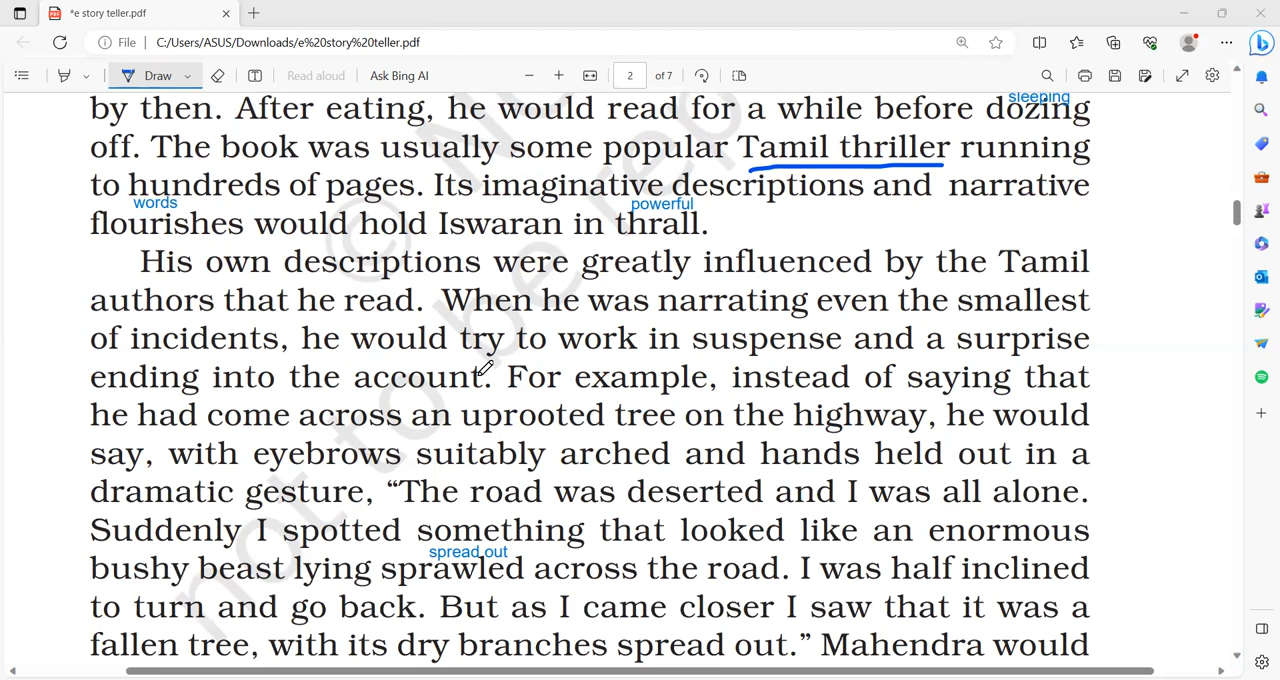 *e story teller.pdf
File
C:/Users/ASUS/Downloads/e%20story%20teller.pdf
Draw
Read aloud
Ask Bing AI
2
of 7
sleeping
by then. After eating, he would read for a while before dozing
off. The book was usually some popular Tamil thriller running
to hundreds of pages. Its imaginative descriptions and narrative
words
powerful
flourishes would hold Iswaran in thrall.
His own descriptions were greatly influenced by the Tamil
authors that he read. When he was narrating even the smallest
of incidents, he would try to work in suspense and a surprise
ending into the account. For example, instead of saying that
he had come across an uprooted tree on the highway, he would
say, with eyebrows suitably arched and hands held out in a
dramatic gesture, “The road was deserted and I was all alone.
Suddenly I spotted something that looked like an enormous
spread out
bushy beast lying sprawled across the road. I was half inclined
to turn and go back. But as I came closer I saw that it was a
fallen tree, with its dry branches spread out.” Mahendra would
not to be rep